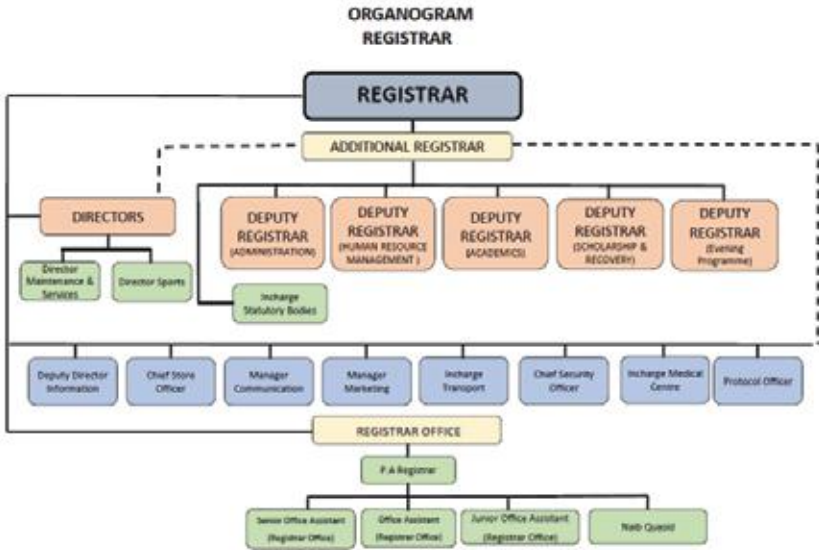 ORGANOGRAM
REGISTRAR
REGISTRAR
ADDITIONAL REGISTRAR
DIRECTORS
Director
Maintenance &
Services
Director Sports
DEPUTY
REGISTRAR
(ADMINISTRATION)
DEPUTY
REGISTRAR
(HUMAN RESOURCE
MANAGEMENT )
DEPUTY
REGISTRAR
(ACADEMICS)
DEPUTY
REGISTRAR
(SCHOLARSHIP &
RECOVERY)
DEPUTY
REGISTRAR
(Evening
Programme)
Incharge
Statutory Bodies
Deputy Director
Information
Chief Store
Officer
Manager
Communication
Manager
Marketing
Incharge
Transport
Chief Security
Officer
Incharge Medical
Centre
Protocol Officer
REGISTRAR OFFICE
P.A Registrar
Senior Office Assistant
(Registrar Office)
Office Assistant
(Registrar Office)
Junior Office Assistant
(Registrar Office)
Naib Quasid